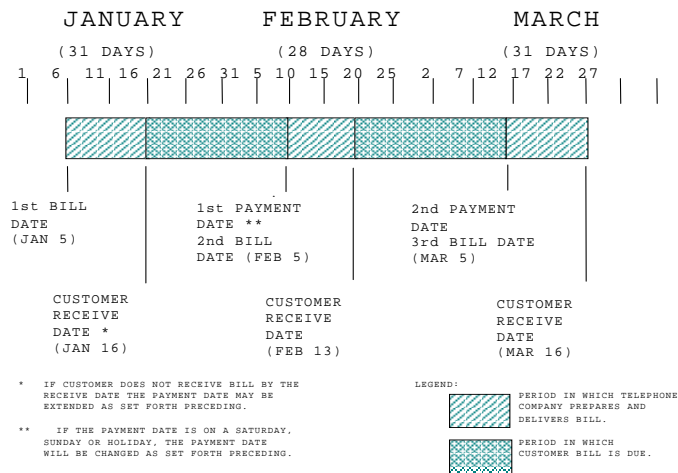 JANUARY FEBRUARY MARCH
(31 DAYS) (28 DAYS) (31 DAYS)
1 6 11 16 21 26 31 5 10 15 20 25 2 7 12 17 22 27
1st BILL
DATE
(JAN 5)
1st PAYMENT
DATE **
2nd BILL
DATE (FEB 5)
2nd PAYMENT
DATE
3rd BILL DATE
(MAR 5)
CUSTOMER
RECEIVE
DATE *
(JAN 16)
CUSTOMER
RECEIVE
DATE
(FEB 13)
CUSTOMER
RECEIVE
DATE
(MAR 16)
* IF CUSTOMER DOES NOT RECEIVE BILL BY THE
RECEIVE DATE THE PAYMENT DATE MAY BE
EXTENDED AS SET FORTH PRECEDING.
** IF THE PAYMENT DATE IS ON A SATURDAY,
SUNDAY OR HOLIDAY, THE PAYMENT DATE
WILL BE CHANGED AS SET FORTH PRECEDING.
LEGEND:
PERIOD IN WHICH TELEPHONE
COMPANY PREPARES AND
DELIVERS BILL.
PERIOD IN WHICH
CUSTOMER BILL IS DUE.